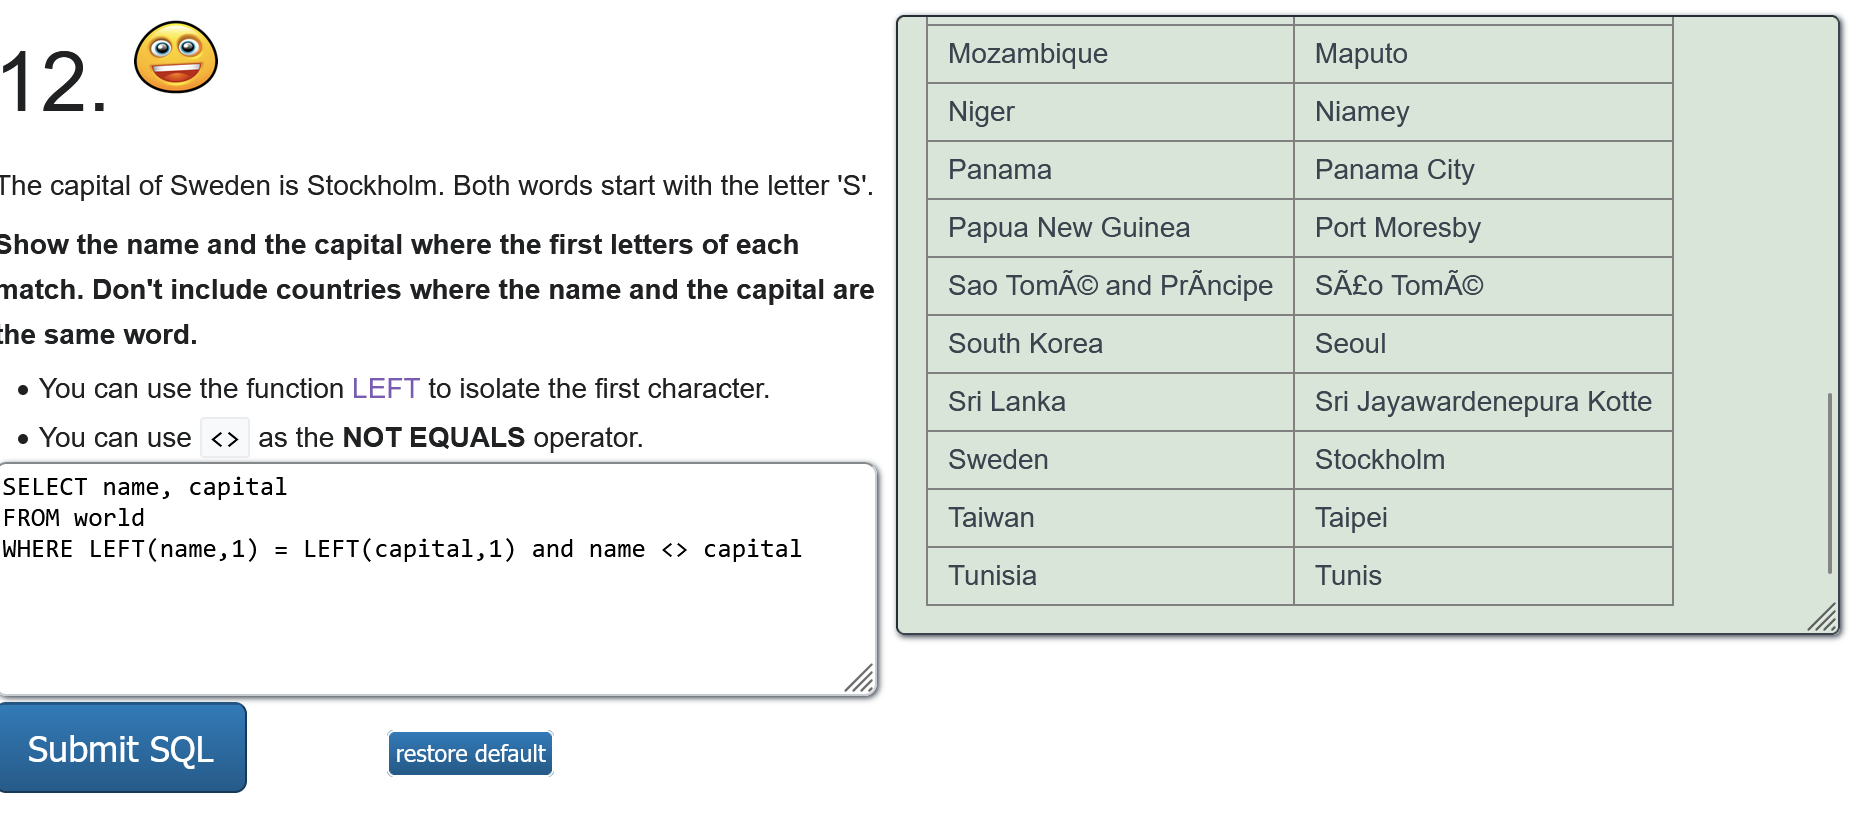 12.
The capital of Sweden is Stockholm. Both words start with the letter 'S'.
Show the name and the capital where the first letters of each
match. Don't include countries where the name and the capital are
the same word.
• You can use the function LEFT to isolate the first character.
• You can use <> as the NOT EQUALS operator.
SELECT name, capital
FROM world
WHERE LEFT(name,1) = LEFT(capital,1) and name <> capital
Submit SQL
restore default
Mozambique Maputo
Niger Niamey
Panama Panama City
Papua New Guinea Port Moresby
Sao TomÃ© and PrÃncipe SÃ£o TomÃ©
South Korea Seoul
Sri Lanka Sri Jayawardenepura Kotte
Sweden Stockholm
Taiwan Taipei
Tunisia Tunis